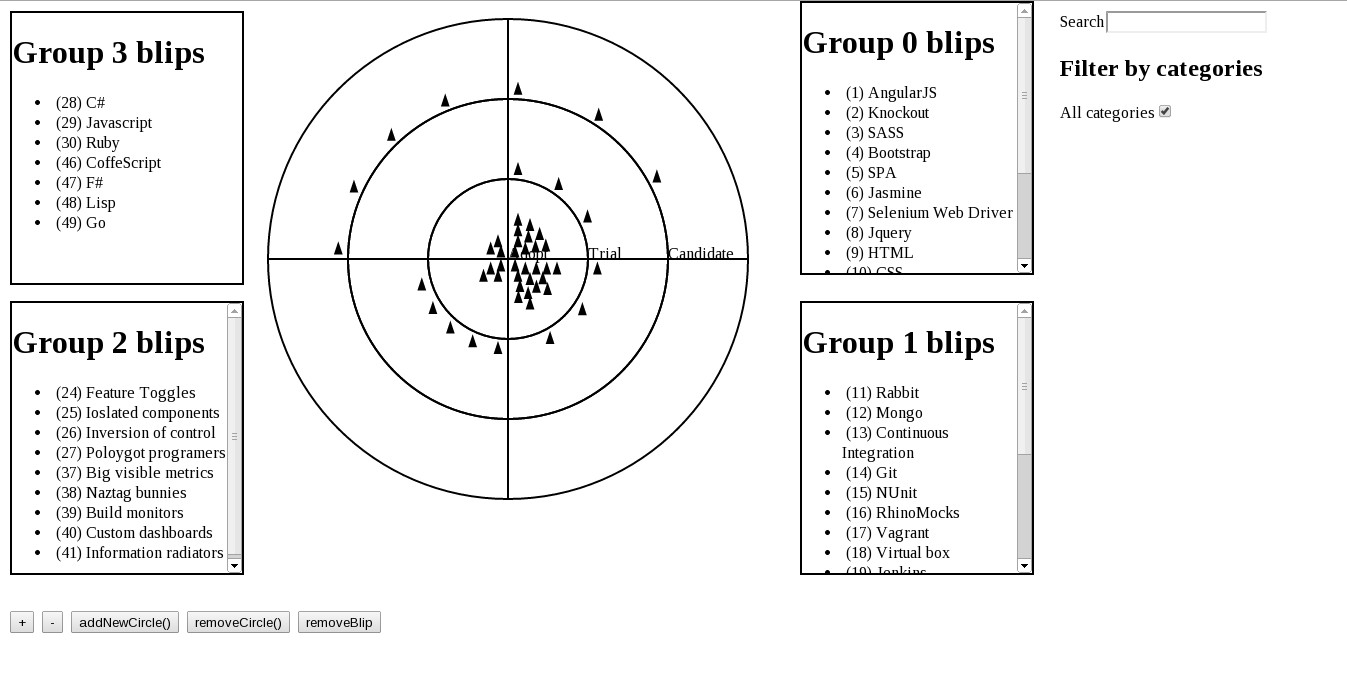 Group 3 blips
(28) C#
(29) Javascript
(30) Ruby
(46) CoffeScript
(47) F#
(48) Lisp
(49) Go
Trial
Candidate
Group 0 blips
(1) AngularJS
(2) Knockout
(3) SASS
(4) Bootstrap
(5) SPA
(6) Jasmine
(7) Selenium Web Driver
(8) Jquery
(9) HTML
(10) CSS
Search
Filter by categories
All categories
Group 2 blips
(24) Feature Toggles
(25) Ioslated components
(26) Inversion of control
(27) Poloygot programers
(37) Big visible metrics
(38) Naztag bunnies
(39) Build monitors
(40) Custom dashboards
(41) Information radiators
Group 1 blips
(11) Rabbit
(12) Mongo
(13) Continuous
Integration
(14) Git
(15) NUnit
(16) RhinoMocks
(17) Vagrant
(18) Virtual box
(19) Jenkins
+ - addNewCircle() removeCircle() removeBlip